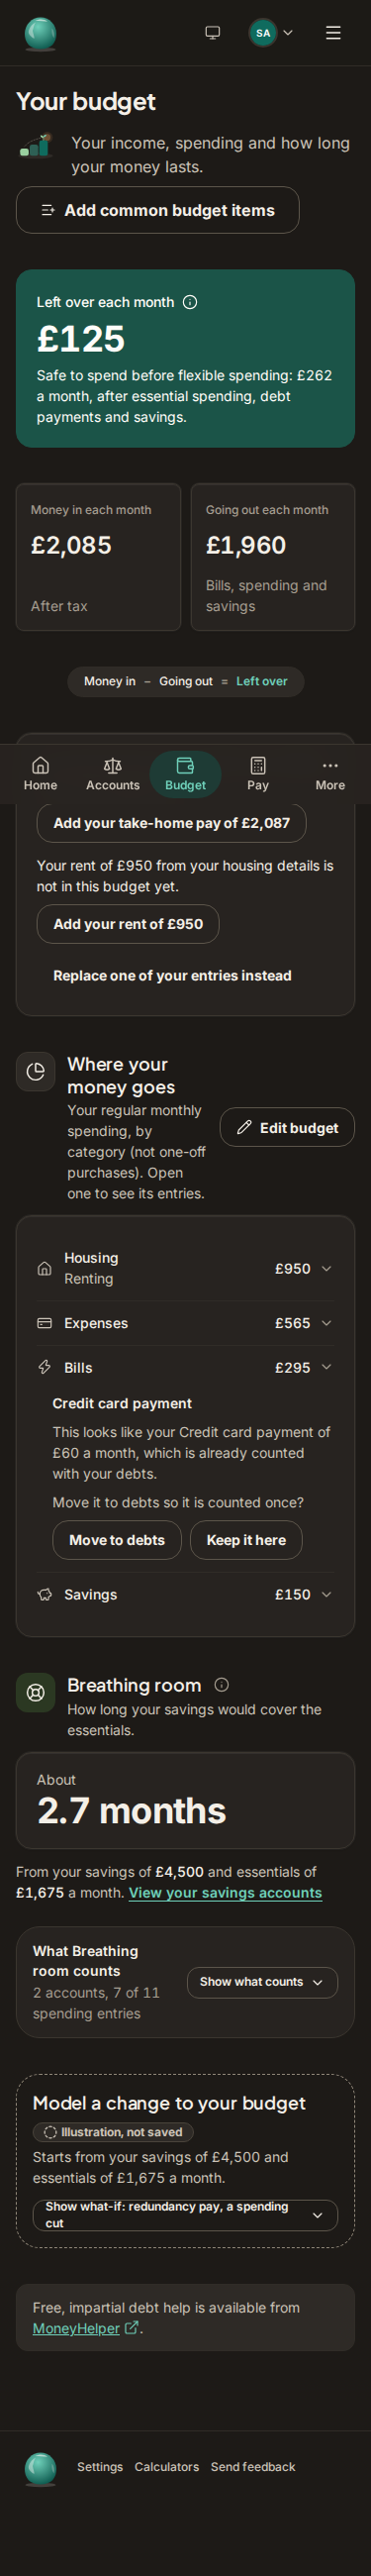 SA
Your budget
Your income, spending and how long
your money lasts.
Add common budget items
Left over each month
£125
Safe to spend before flexible spending: £262
a month, after essential spending, debt
payments and savings.
Money in each month
£2,085
After tax
Going out each month
£1,960
Bills, spending and
savings
Money in − Going out = Left over
Home
Accounts
Budget
Pay
More
Add your take-home pay of £2,087
Your rent of £950 from your housing details is
not in this budget yet.
Add your rent of £950
Replace one of your entries instead
Where your
money goes
Your regular monthly
spending, by
category (not one-off
purchases). Open
one to see its entries.
Edit budget
Housing
Renting
£950
Expenses
£565
Bills
£295
Credit card payment
This looks like your Credit card payment of
£60 a month, which is already counted
with your debts.
Move it to debts so it is counted once?
Move to debts
Keep it here
Savings
£150
Breathing room
How long your savings would cover the
essentials.
About
2.7 months
From your savings of £4,500 and essentials of
£1,675 a month. View your savings accounts
What Breathing
room counts
2 accounts, 7 of 11
spending entries
Show what counts
Model a change to your budget
Illustration, not saved
Starts from your savings of £4,500 and
essentials of £1,675 a month.
Show what-if: redundancy pay, a spending
cut
Free, impartial debt help is available from
MoneyHelper.
Settings
Calculators
Send feedback